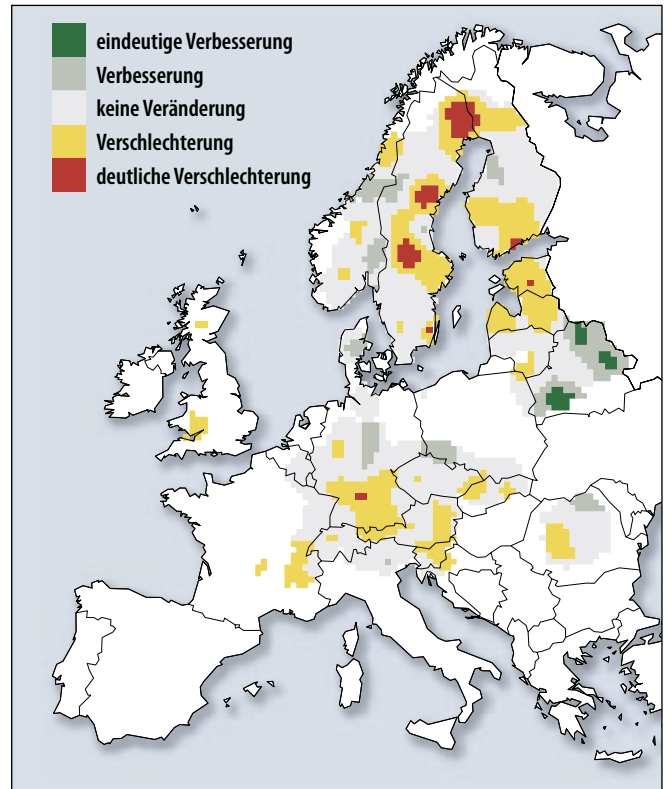 eindeutige Verbesserung
Verbesserung
keine Veränderung
Verschlechterung
deutliche Verschlechterung